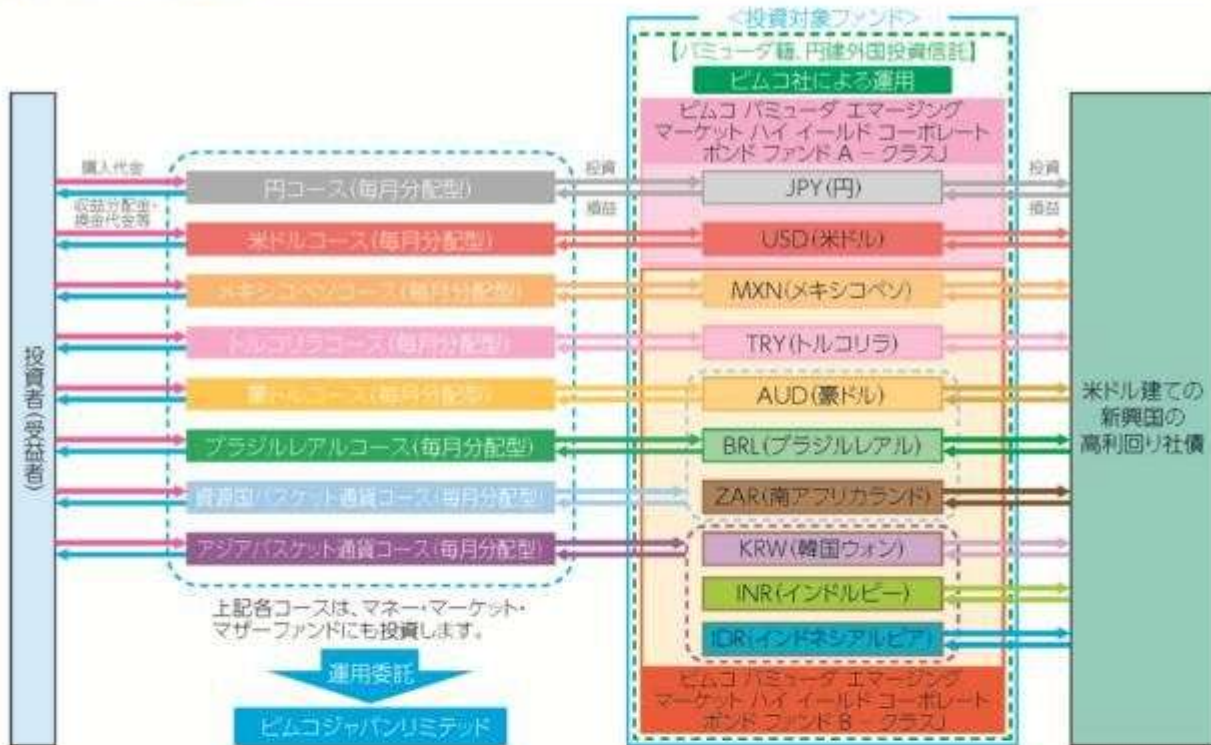 <投資対象ファンド>
【バミューダ籍、円建外国投資信託】
ピムコ社による運用
ピムコ バミューダ エマージング
マーケット ハイ イールド コーポレート
ボンド ファンド A - クラスJ
購入代金
収益分配金・
換金代金等
投資
損益
投資
損益
円コース(毎月分配型)
JPY(円)
米ドルコース(毎月分配型)
USD(米ドル)
メキシコペソコース(毎月分配型)
MXN(メキシコペソ)
トルコリラコース(毎月分配型)
TRY(トルコリラ)
豪ドルコース(毎月分配型)
AUD(豪ドル)
ブラジルレアルコース(毎月分配型)
BRL(ブラジルレアル)
資源国バスケット通貨コース(毎月分配型)
ZAR(南アフリカランド)
アジアバスケット通貨コース(毎月分配型)
KRW(韓国ウォン)
INR(インドルピー)
IDR(インドネシアルピア)
投資者(受益者)
米ドル建ての
新興国の
高利回り社債
上記各コースは、マネー・マーケット・
マザーファンドにも投資します。
運用委託
ピムコジャパンリミテッド
ピムコ バミューダ エマージング
マーケット ハイ イールド コーポレート
ボンド ファンド B - クラスJ